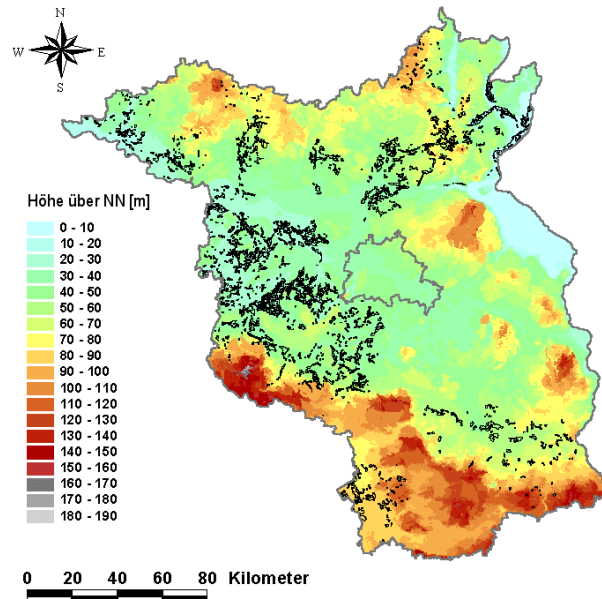 N
W E
S
Höhe über NN [m]
0 - 10
10 - 20
20 - 30
30 - 40
40 - 50
50 - 60
60 - 70
70 - 80
80 - 90
90 - 100
100 - 110
110 - 120
120 - 130
130 - 140
140 - 150
150 - 160
160 - 170
170 - 180
180 - 190
0 20 40 60 80 Kilometer